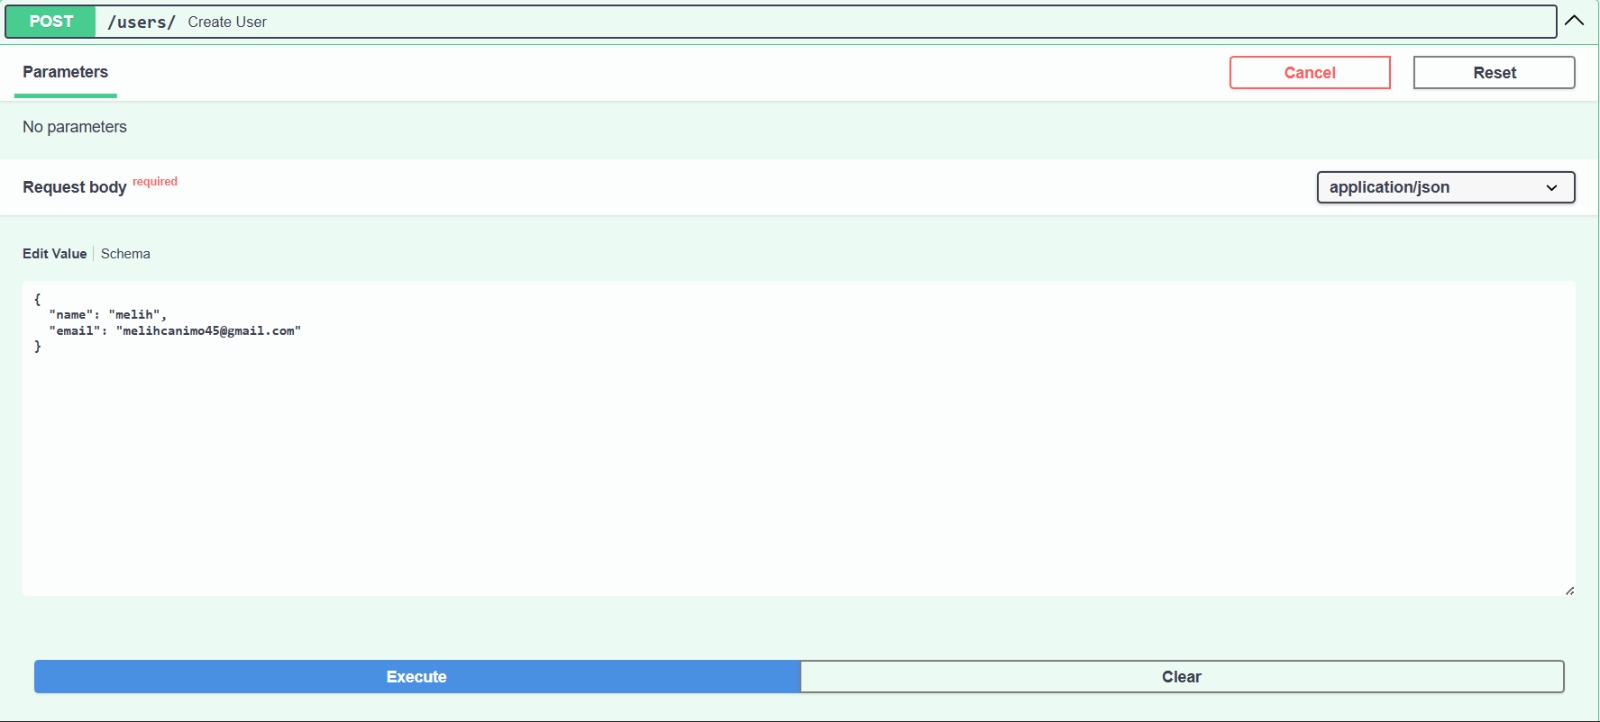 POST /users/ Create User
Parameters
Cancel
Reset
No parameters
Request body required
application/json
Edit Value Schema
{
  "name": "melih",
  "email": "melihcanimo45@gmail.com"
}
Execute
Clear